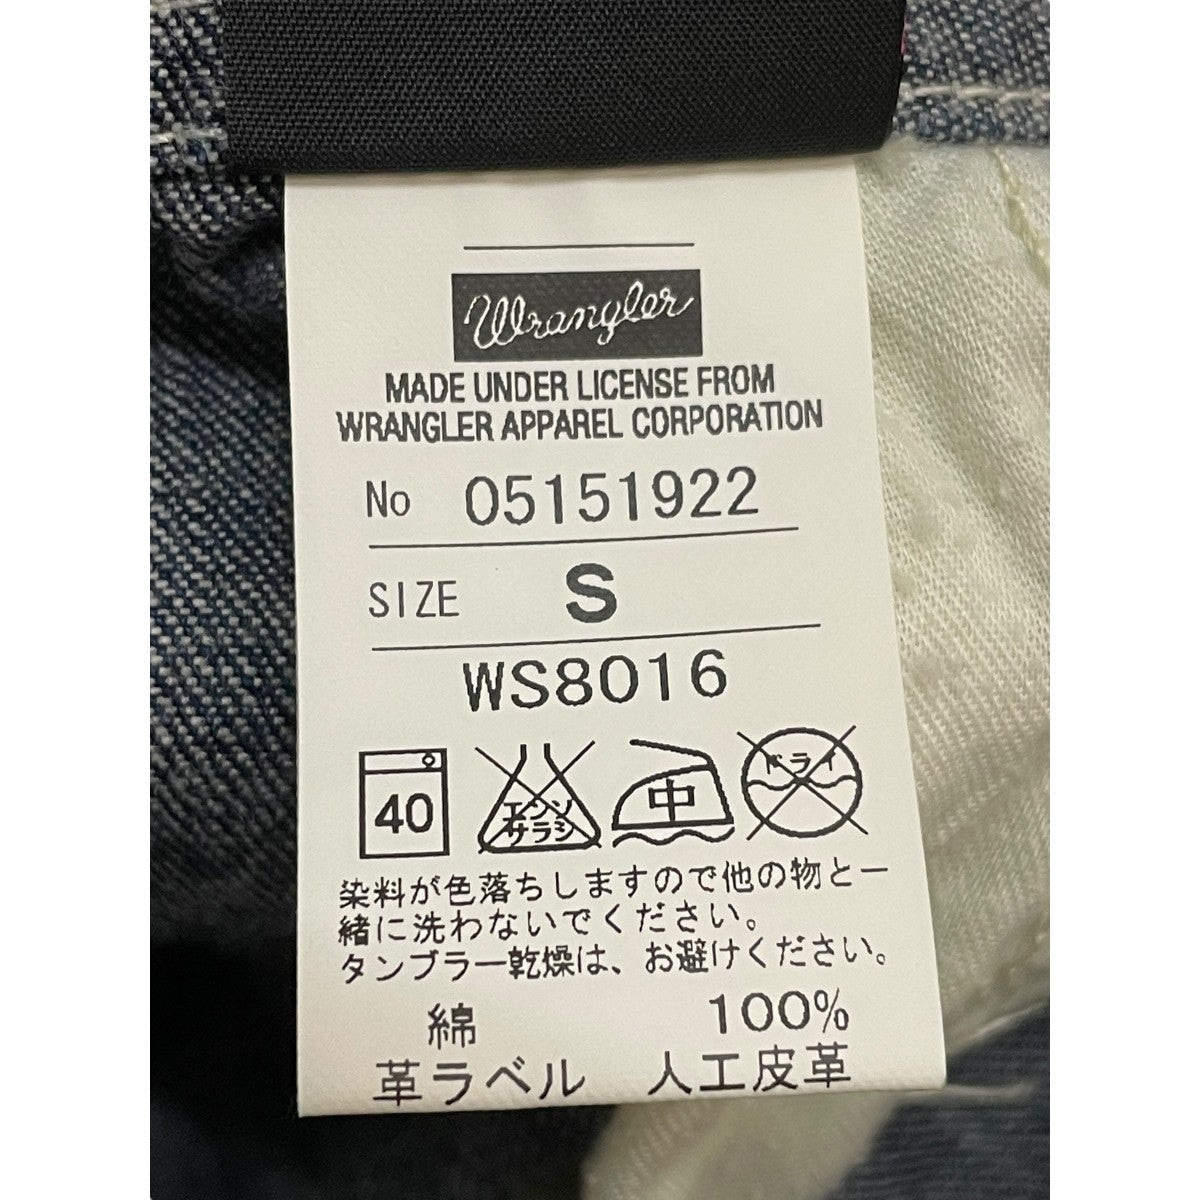 Wrangler
MADE UNDER LICENSE FROM
WRANGLER APPAREL CORPORATION
No 05151922
SIZE S
WS8016
40
エンソ
サラシ
中
ドライ
染料が色落ちしますので他の物と一
緒に洗わないでください。
タンブラー乾燥は、お避けください。
綿 100%
革ラベル 人工皮革